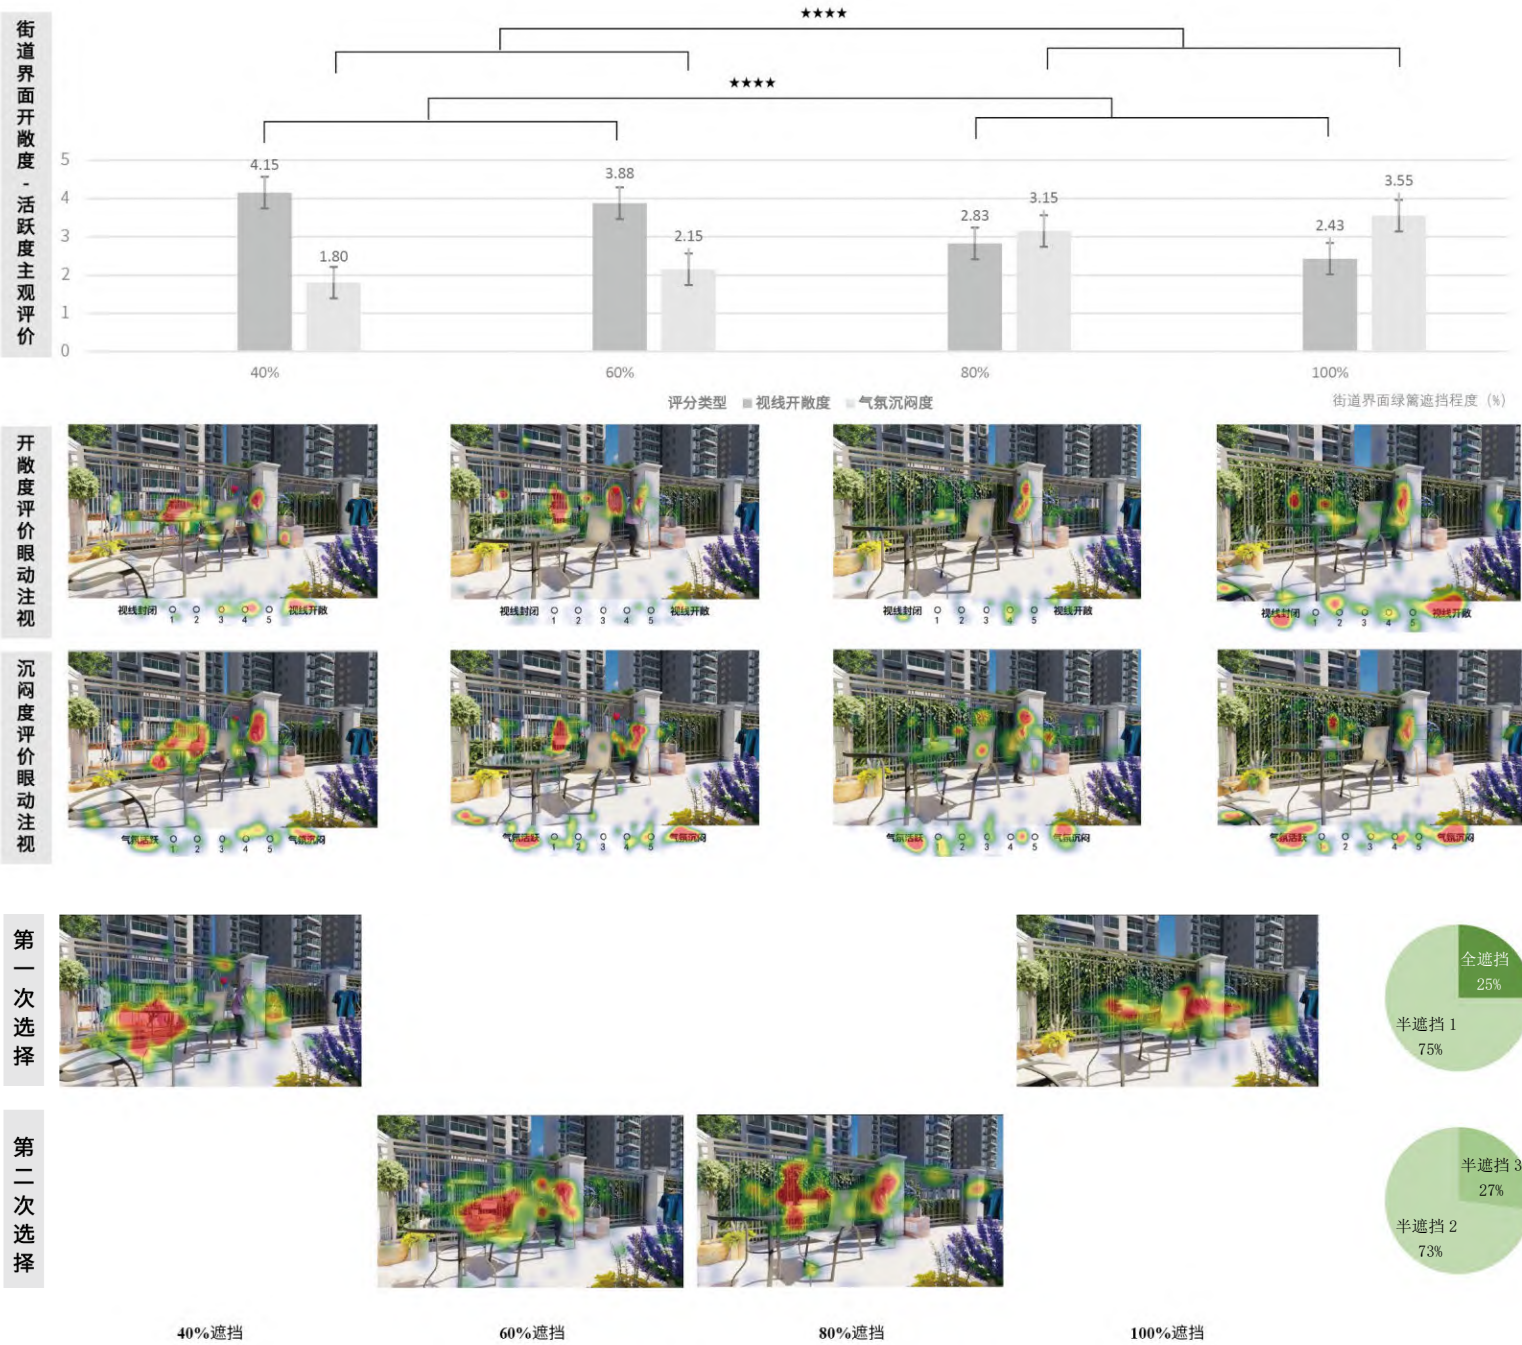 街道界面开敞度-活跃度主观评价
★★★★
★★★★
5
4
3
2
1
0
4.15
1.80
3.88
2.15
2.83
3.15
2.43
3.55
40%
60%
80%
100%
评分类型 视线开敞度 气氛沉闷度
街道界面绿篱遮挡程度（%）
开敞度评价眼动注视
视线封闭 1 2 3 4 5 视线开敞
视线封闭 1 2 3 4 5 视线开敞
视线封闭 1 2 3 4 5 视线开敞
视线封闭 1 2 3 4 5 视线开敞
沉闷度评价眼动注视
气氛活跃 1 2 3 4 5 气氛沉闷
气氛活跃 1 2 3 4 5 气氛沉闷
气氛活跃 2 3 4 5 气氛沉闷
气氛活跃 1 2 3 4 5 气氛沉闷
第一次选择
全遮挡
25%
半遮挡 1
75%
第二次选择
半遮挡 3
27%
半遮挡 2
73%
40%遮挡
60%遮挡
80%遮挡
100%遮挡